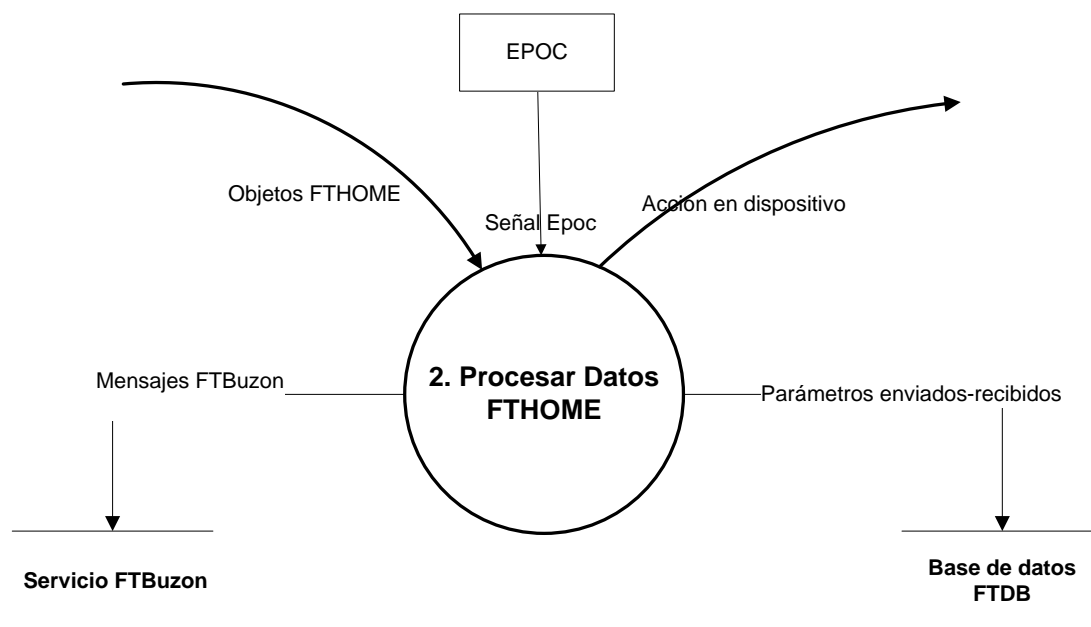 EPOC
Objetos FTHOME
Acción en dispositivo
Señal Epoc
2. Procesar Datos
FTHOME
Mensajes FTBuzon
Parámetros enviados-recibidos
Servicio FTBuzon
Base de datos
FTDB